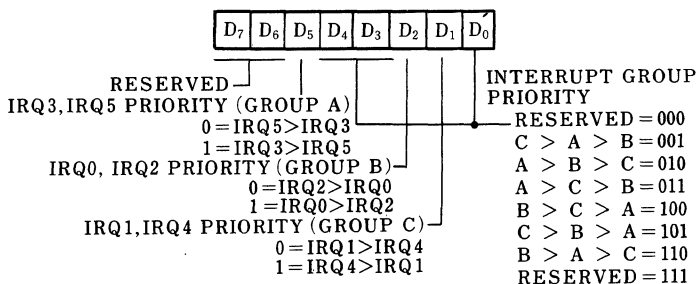 D7 D6 D5 D4 D3 D2 D1 D0
RESERVED
IRQ3,IRQ5 PRIORITY (GROUP A)
0=IRQ5>IRQ3
1=IRQ3>IRQ5
IRQ0, IRQ2 PRIORITY (GROUP B)
0=IRQ2>IRQ0
1=IRQ0>IRQ2
IRQ1,IRQ4 PRIORITY (GROUP C)
0=IRQ1>IRQ4
1=IRQ4>IRQ1
INTERRUPT GROUP
PRIORITY
RESERVED=000
C > A > B=001
A > B > C=010
A > C > B=011
B > C > A=100
C > B > A=101
B > A > C=110
RESERVED=111